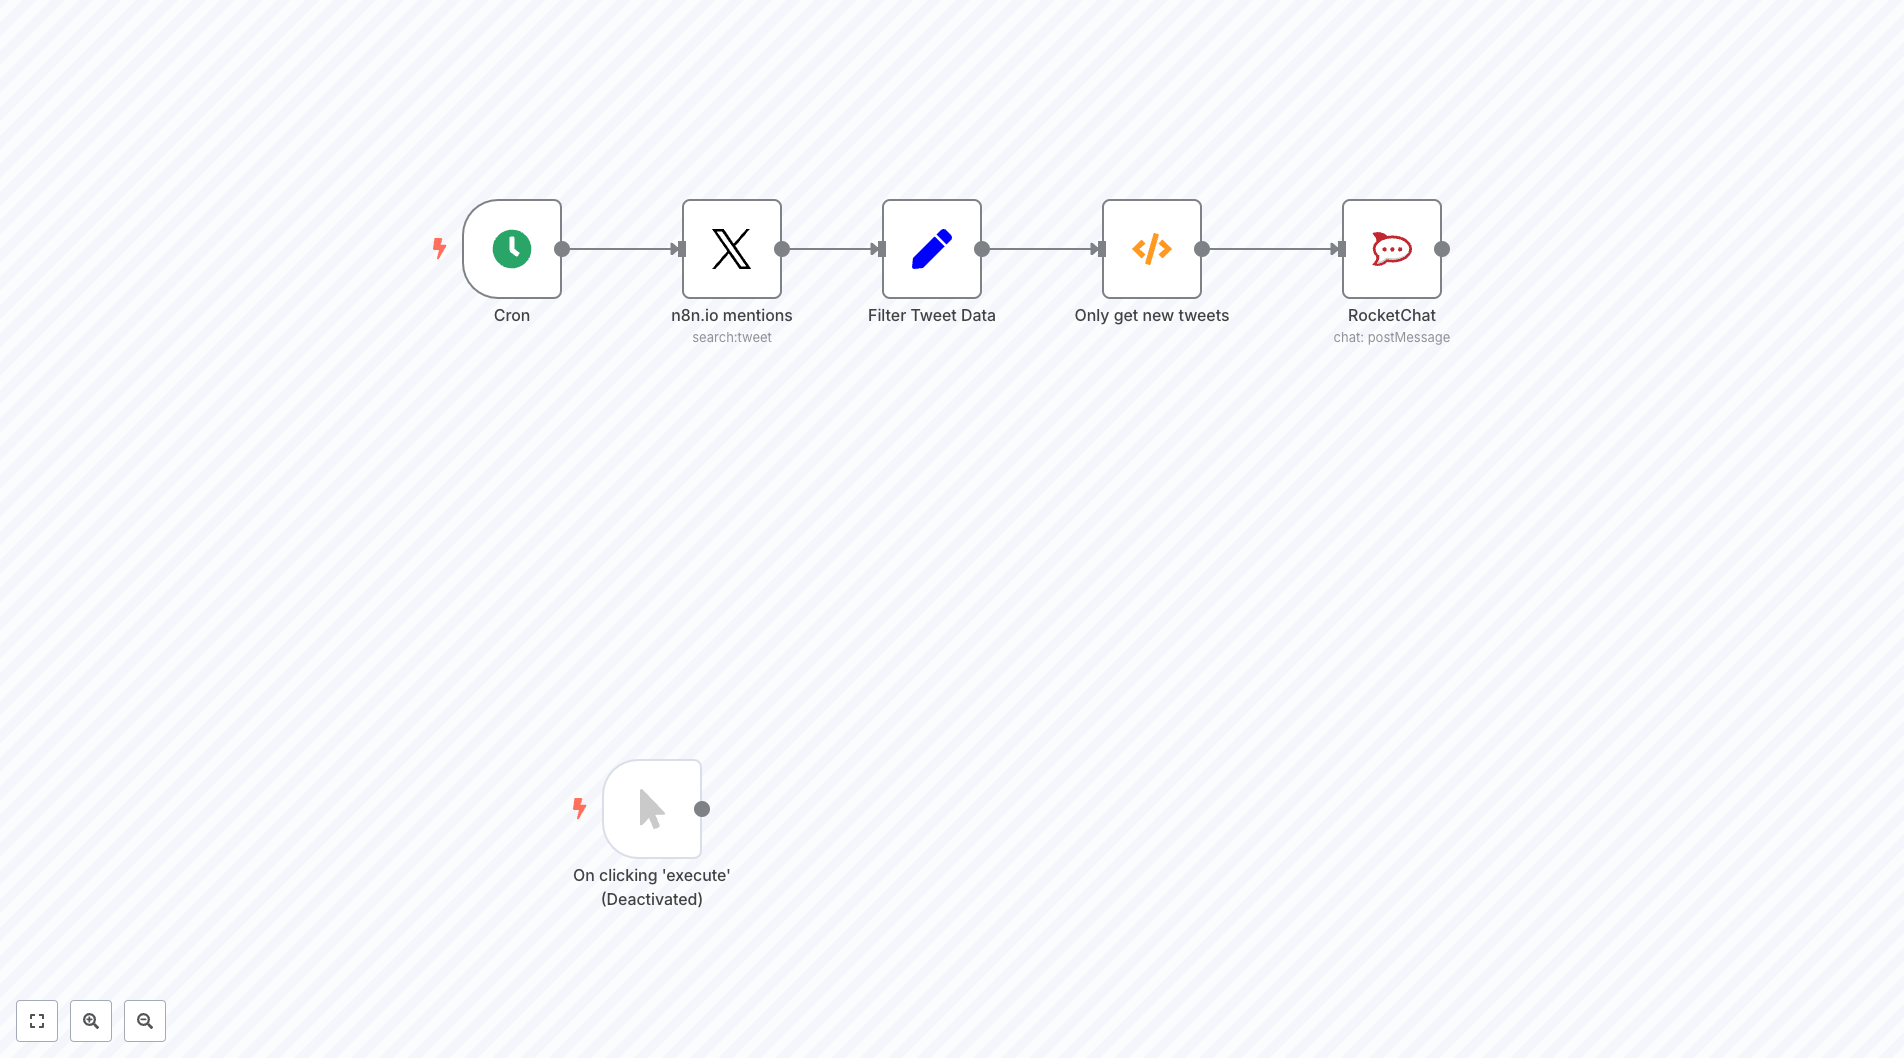 Cron
n8n.io mentions
search:tweet
Filter Tweet Data
Only get new tweets
RocketChat
chat: postMessage
On clicking 'execute'
(Deactivated)